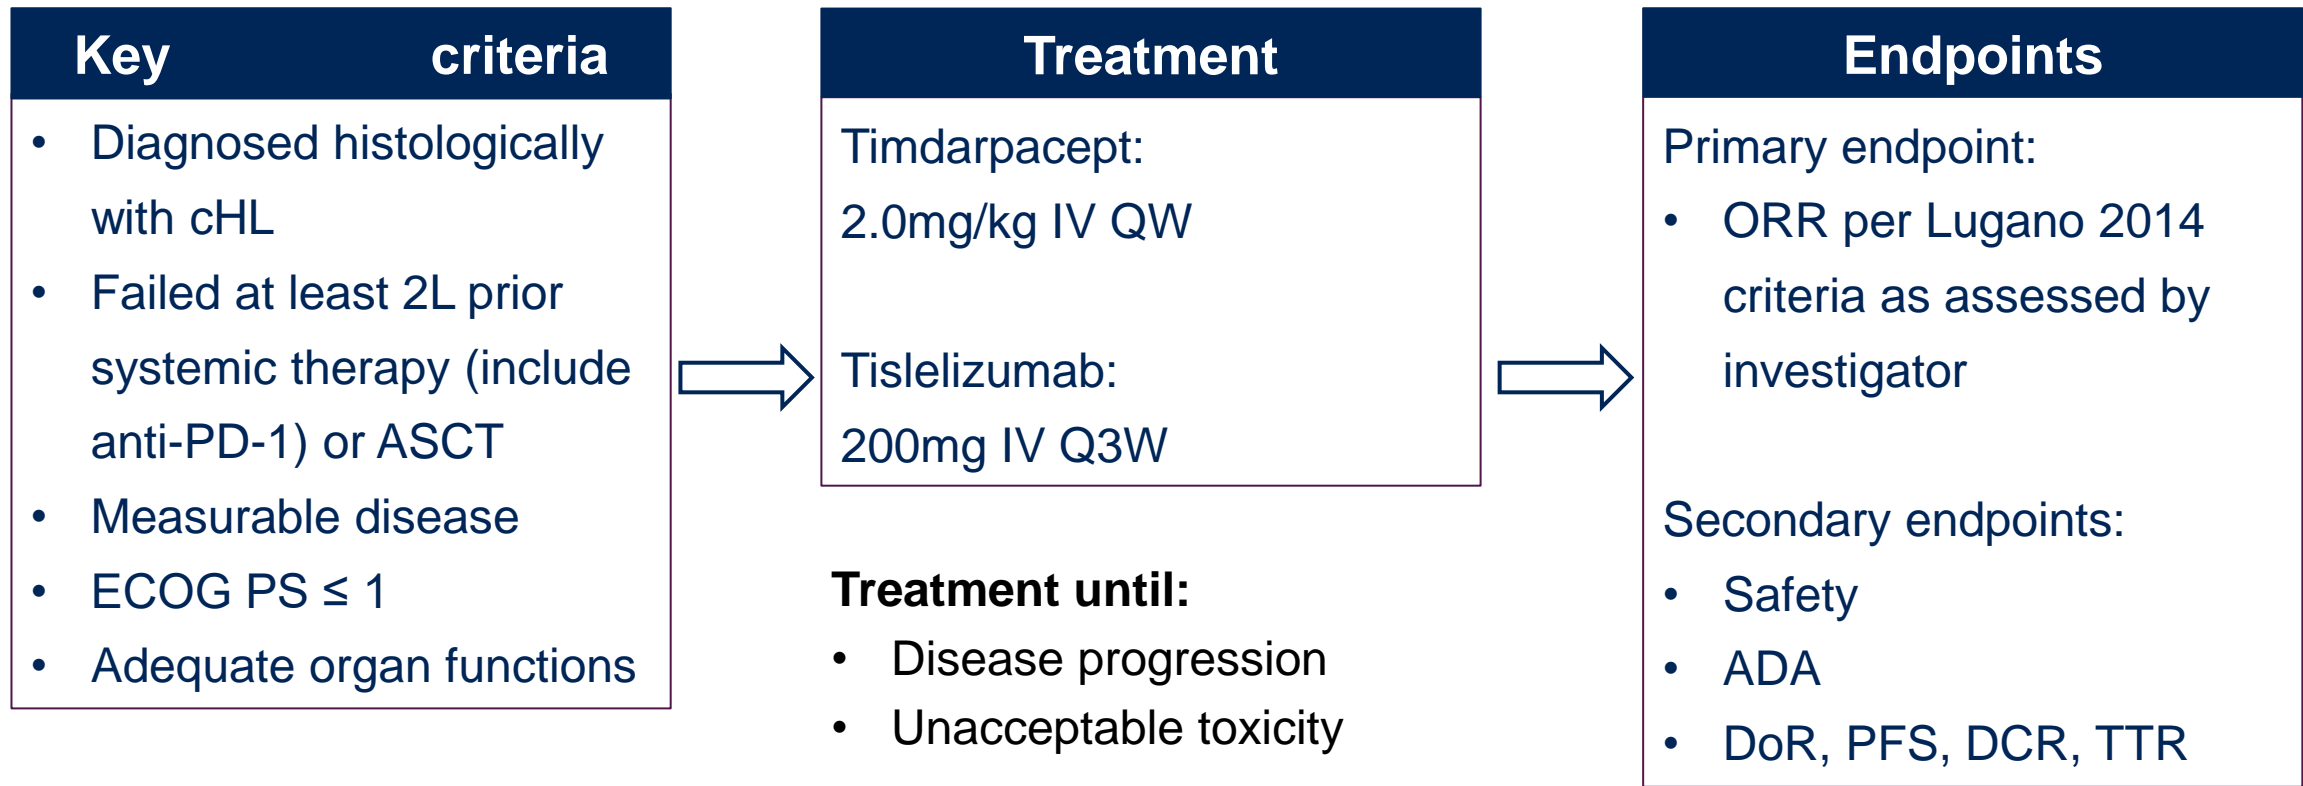 Key criteria
• Diagnosed histologically
with cHL
• Failed at least 2L prior
systemic therapy (include
anti-PD-1) or ASCT
• Measurable disease
• ECOG PS ≤ 1
• Adequate organ functions
Treatment
Timdarpacept:
2.0mg/kg IV QW
Tislelizumab:
200mg IV Q3W
Treatment until:
• Disease progression
• Unacceptable toxicity
Endpoints
Primary endpoint:
• ORR per Lugano 2014
criteria as assessed by
investigator
Secondary endpoints:
• Safety
• ADA
• DoR, PFS, DCR, TTR